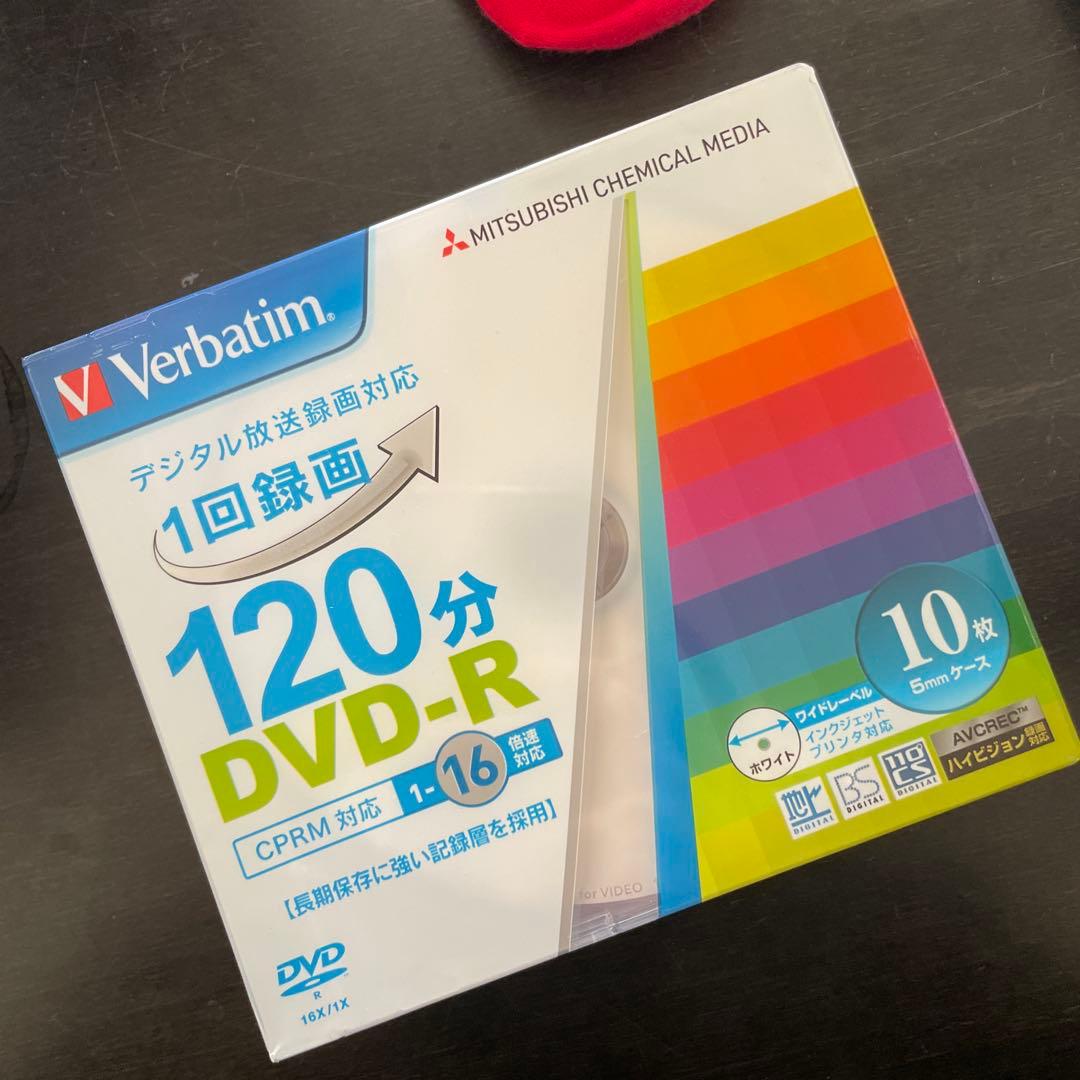 MITSUBISHI CHEMICAL MEDIA
Verbatim®
デジタル放送録画対応
1回録画
120分
DVD-R
CPRM 対応
1-16 倍速対応
【長期保存に強い記録層を採用】
DVD
R
16X/1X
for VIDEO
10枚
5mm ケース
ワイドレーベル
ホワイト
インクジェット
プリンタ対応
地上 DIGITAL
BS DIGITAL
110° CS DIGITAL
AVCREC™
ハイビジョン録画対応